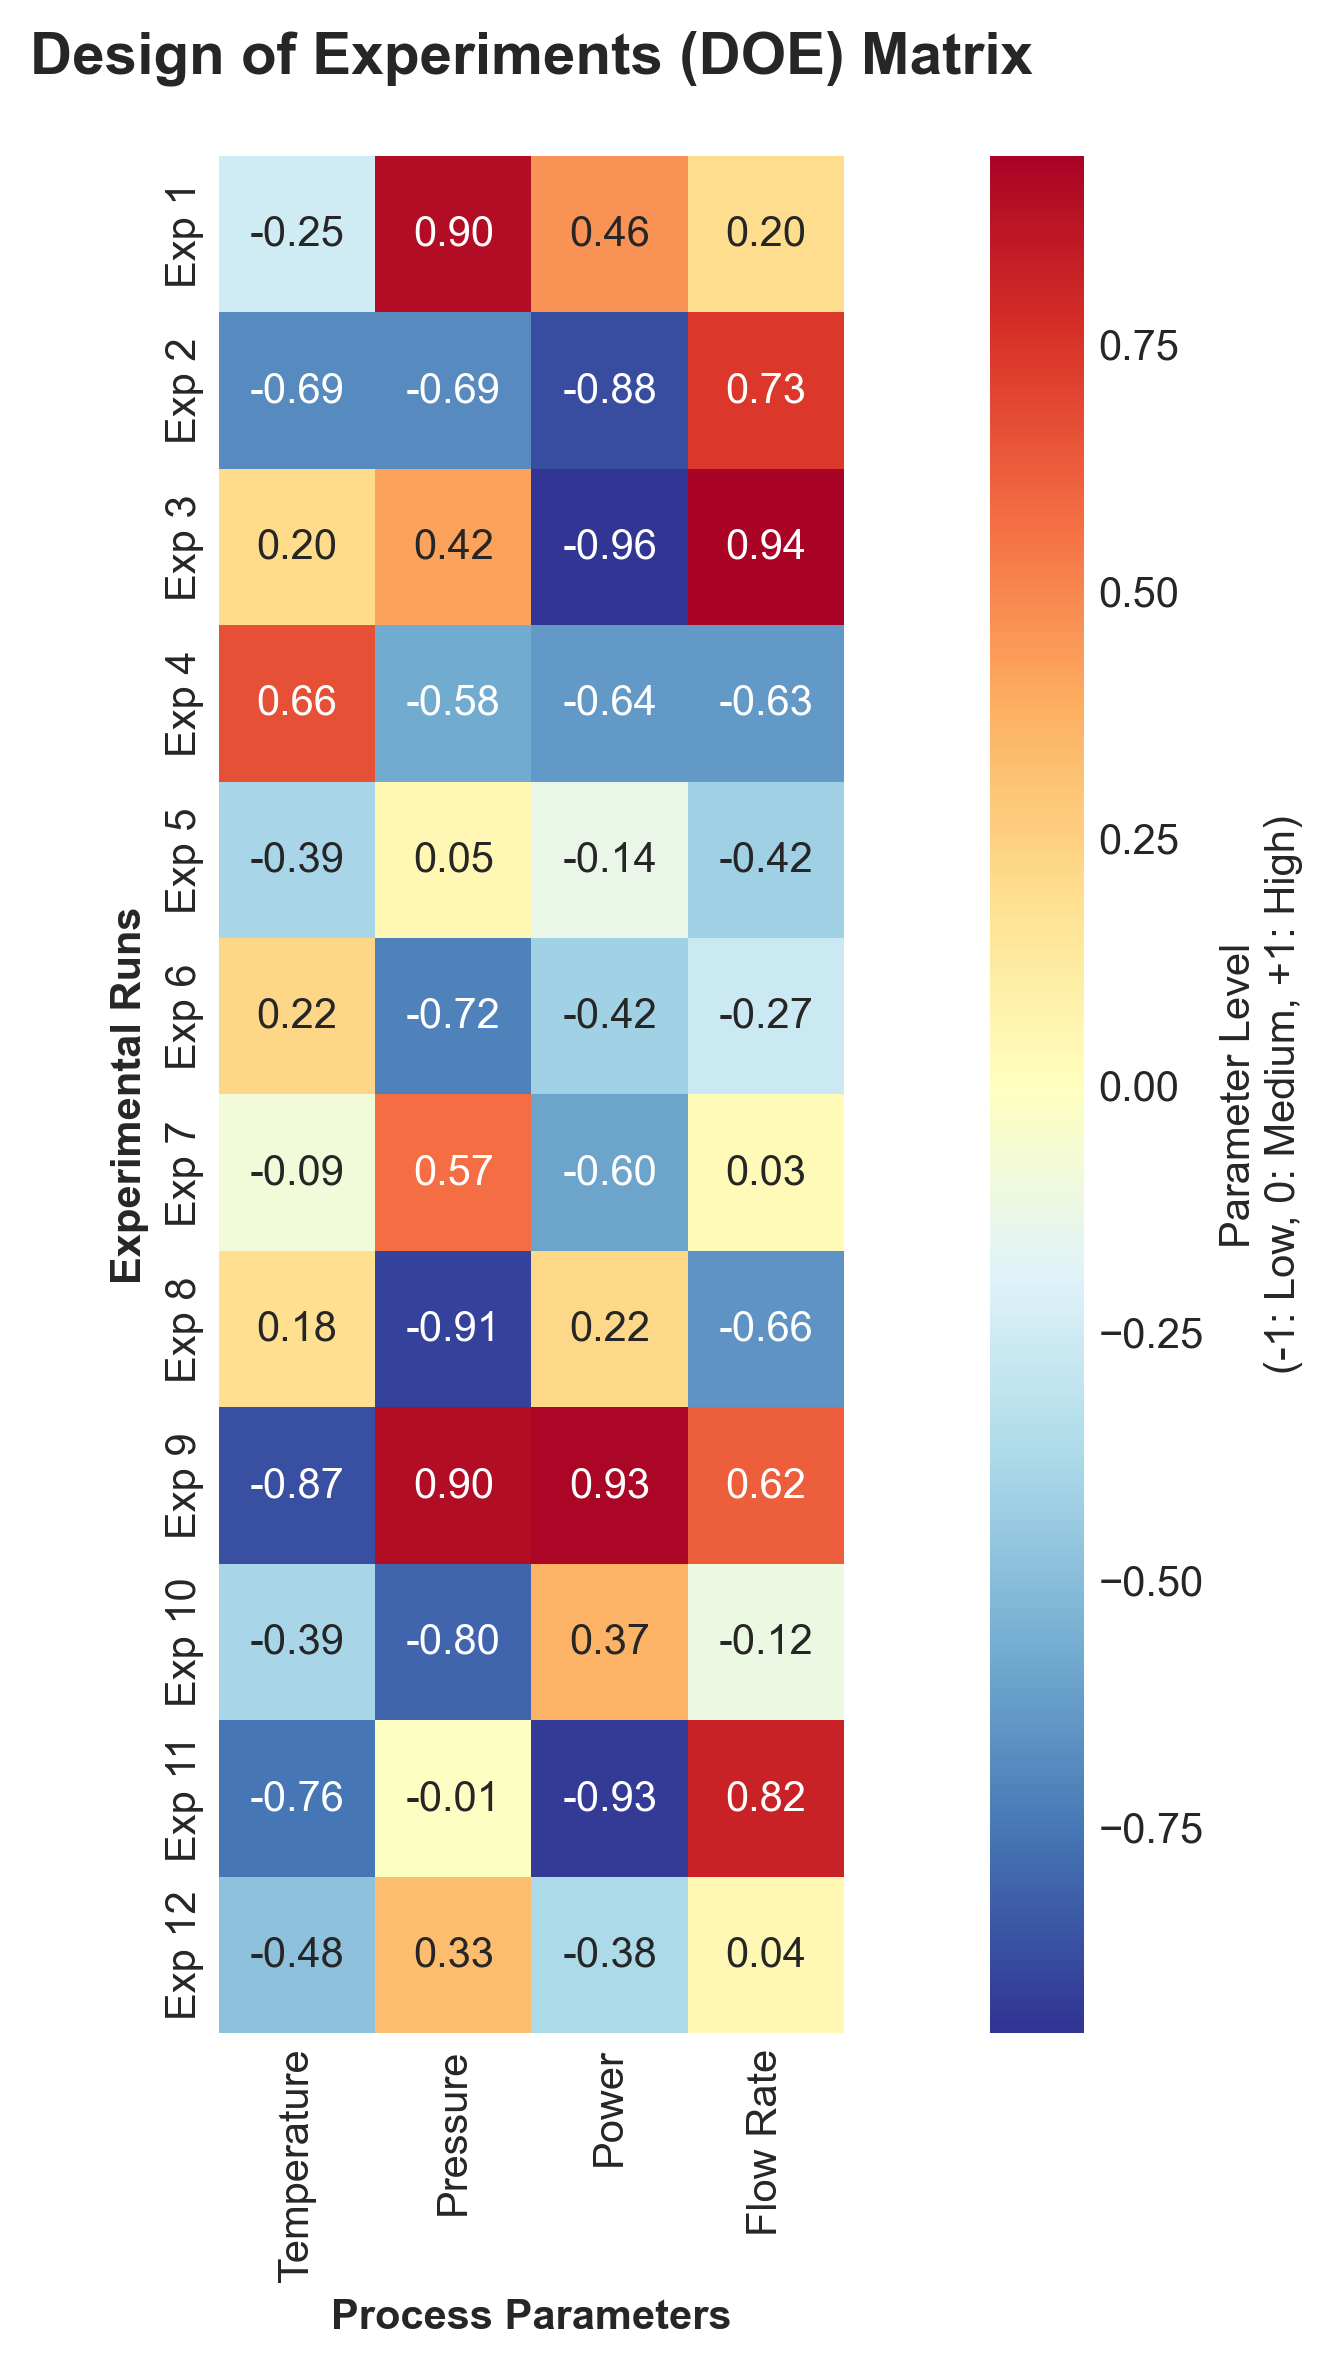 Design of Experiments (DOE) Matrix
Exp 1 -0.25 0.90 0.46 0.20
Exp 2 -0.69 -0.69 -0.88 0.73
Exp 3 0.20 0.42 -0.96 0.94
Exp 4 0.66 -0.58 -0.64 -0.63
Exp 5 -0.39 0.05 -0.14 -0.42
Exp 6 0.22 -0.72 -0.42 -0.27
Exp 7 -0.09 0.57 -0.60 0.03
Exp 8 0.18 -0.91 0.22 -0.66
Exp 9 -0.87 0.90 0.93 0.62
Exp 10 -0.39 -0.80 0.37 -0.12
Exp 11 -0.76 -0.01 -0.93 0.82
Exp 12 -0.48 0.33 -0.38 0.04
Experimental Runs
Temperature
Pressure
Power
Flow Rate
Process Parameters
0.75
0.50
0.25
0.00
−0.25
−0.50
−0.75
Parameter Level
(-1: Low, 0: Medium, +1: High)